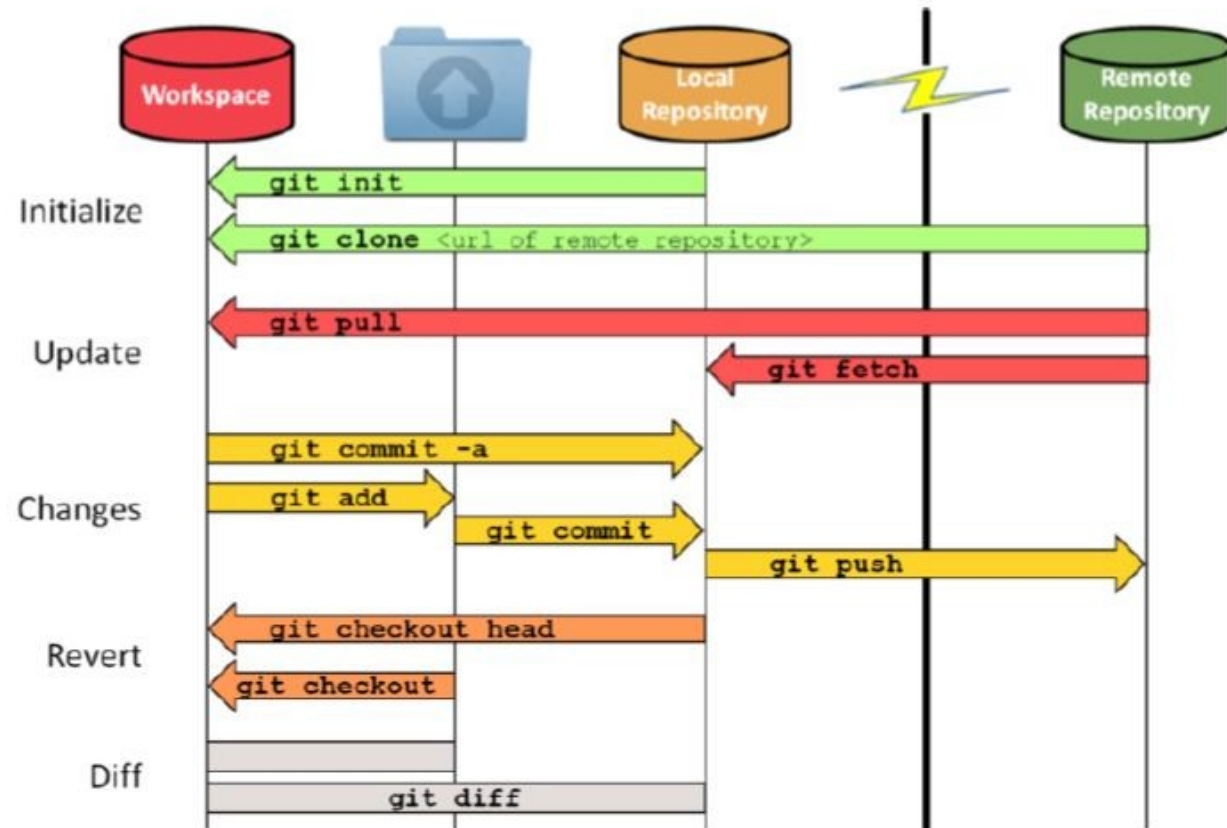 Workspace
Local
Repository
Remote
Repository
Initialize
git init
git clone <url of remote repository>
Update
git pull
git fetch
Changes
git commit -a
git add
git commit
git push
Revert
git checkout head
git checkout
Diff
git diff